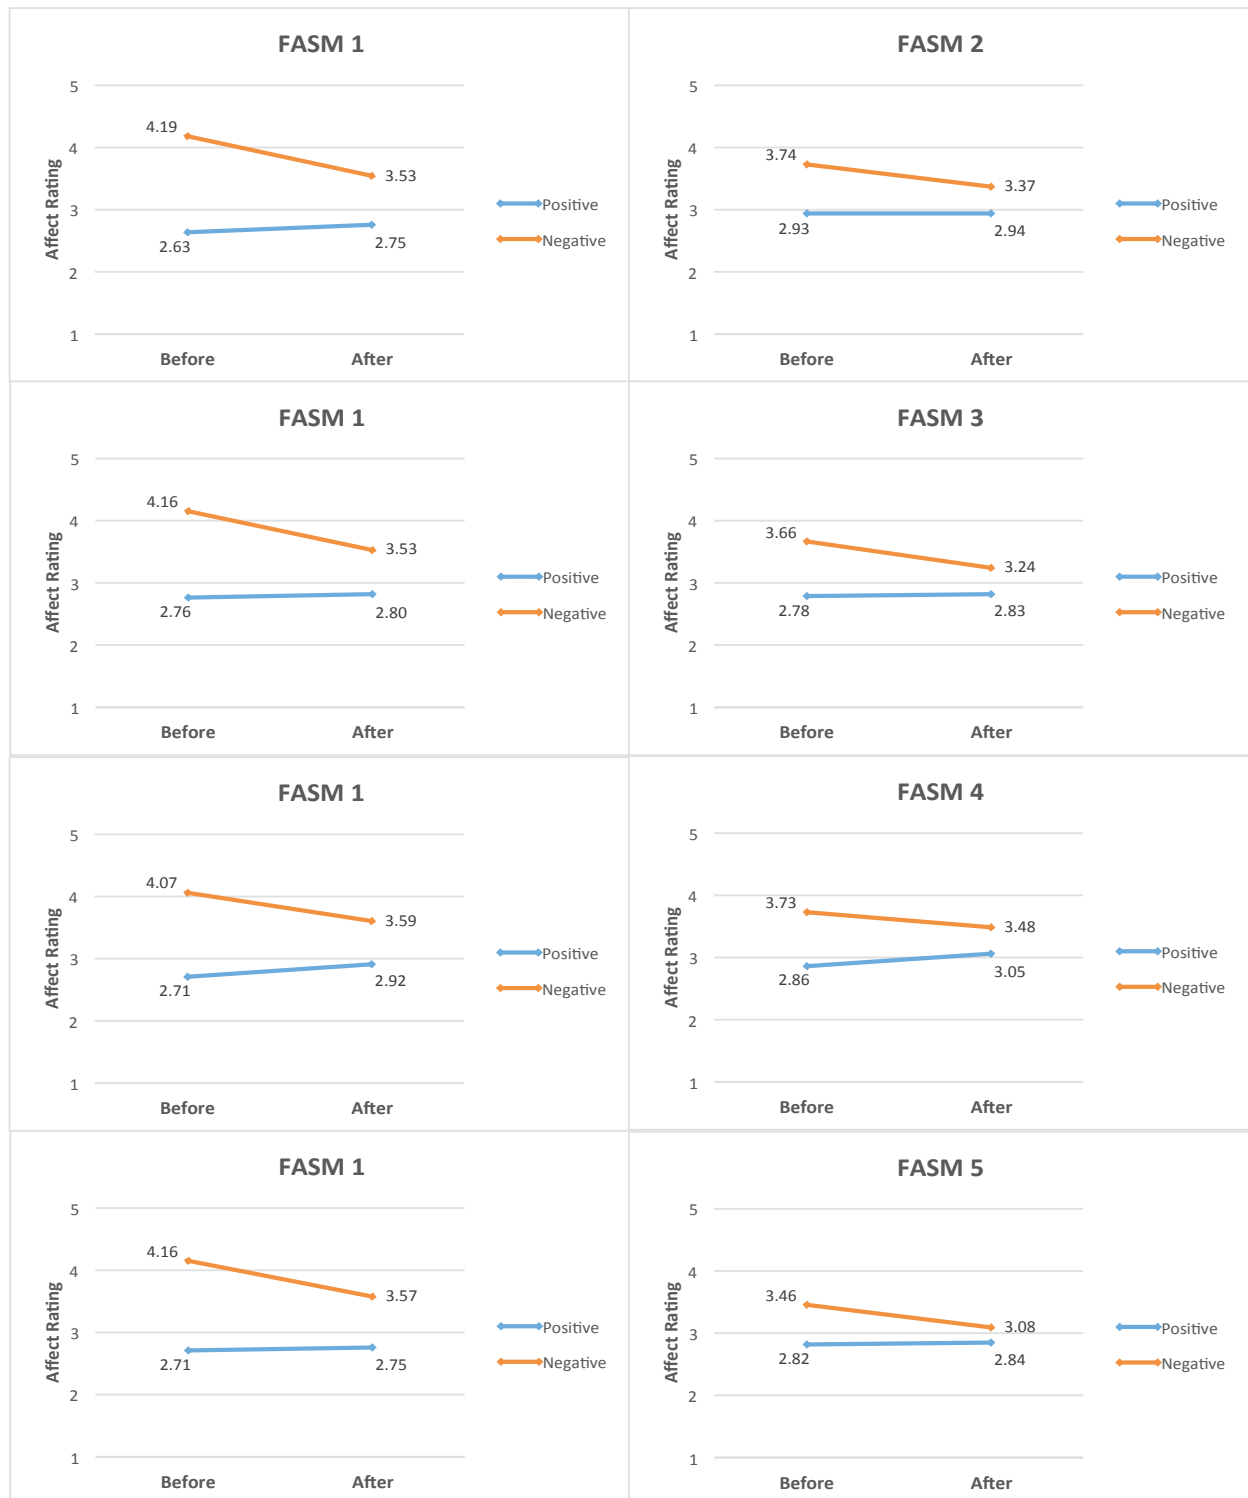 FASM 1
5
4
3
2
1
Affect Rating
4.19
3.53
2.63
2.75
Before After
Positive
Negative
FASM 2
5
4
3
2
1
Affect Rating
3.74
3.37
2.93
2.94
Before After
Positive
Negative
FASM 1
5
4
3
2
1
Affect Rating
4.16
3.53
2.76
2.80
Before After
Positive
Negative
FASM 3
5
4
3
2
1
Affect Rating
3.66
3.24
2.78
2.83
Before After
Positive
Negative
FASM 1
5
4
3
2
1
Affect Rating
4.07
3.59
2.71
2.92
Before After
Positive
Negative
FASM 4
5
4
3
2
1
Affect Rating
3.73
3.48
2.86
3.05
Before After
Positive
Negative
FASM 1
5
4
3
2
1
Affect Rating
4.16
3.57
2.71
2.75
Before After
Positive
Negative
FASM 5
5
4
3
2
1
Affect Rating
3.46
3.08
2.82
2.84
Before After
Positive
Negative